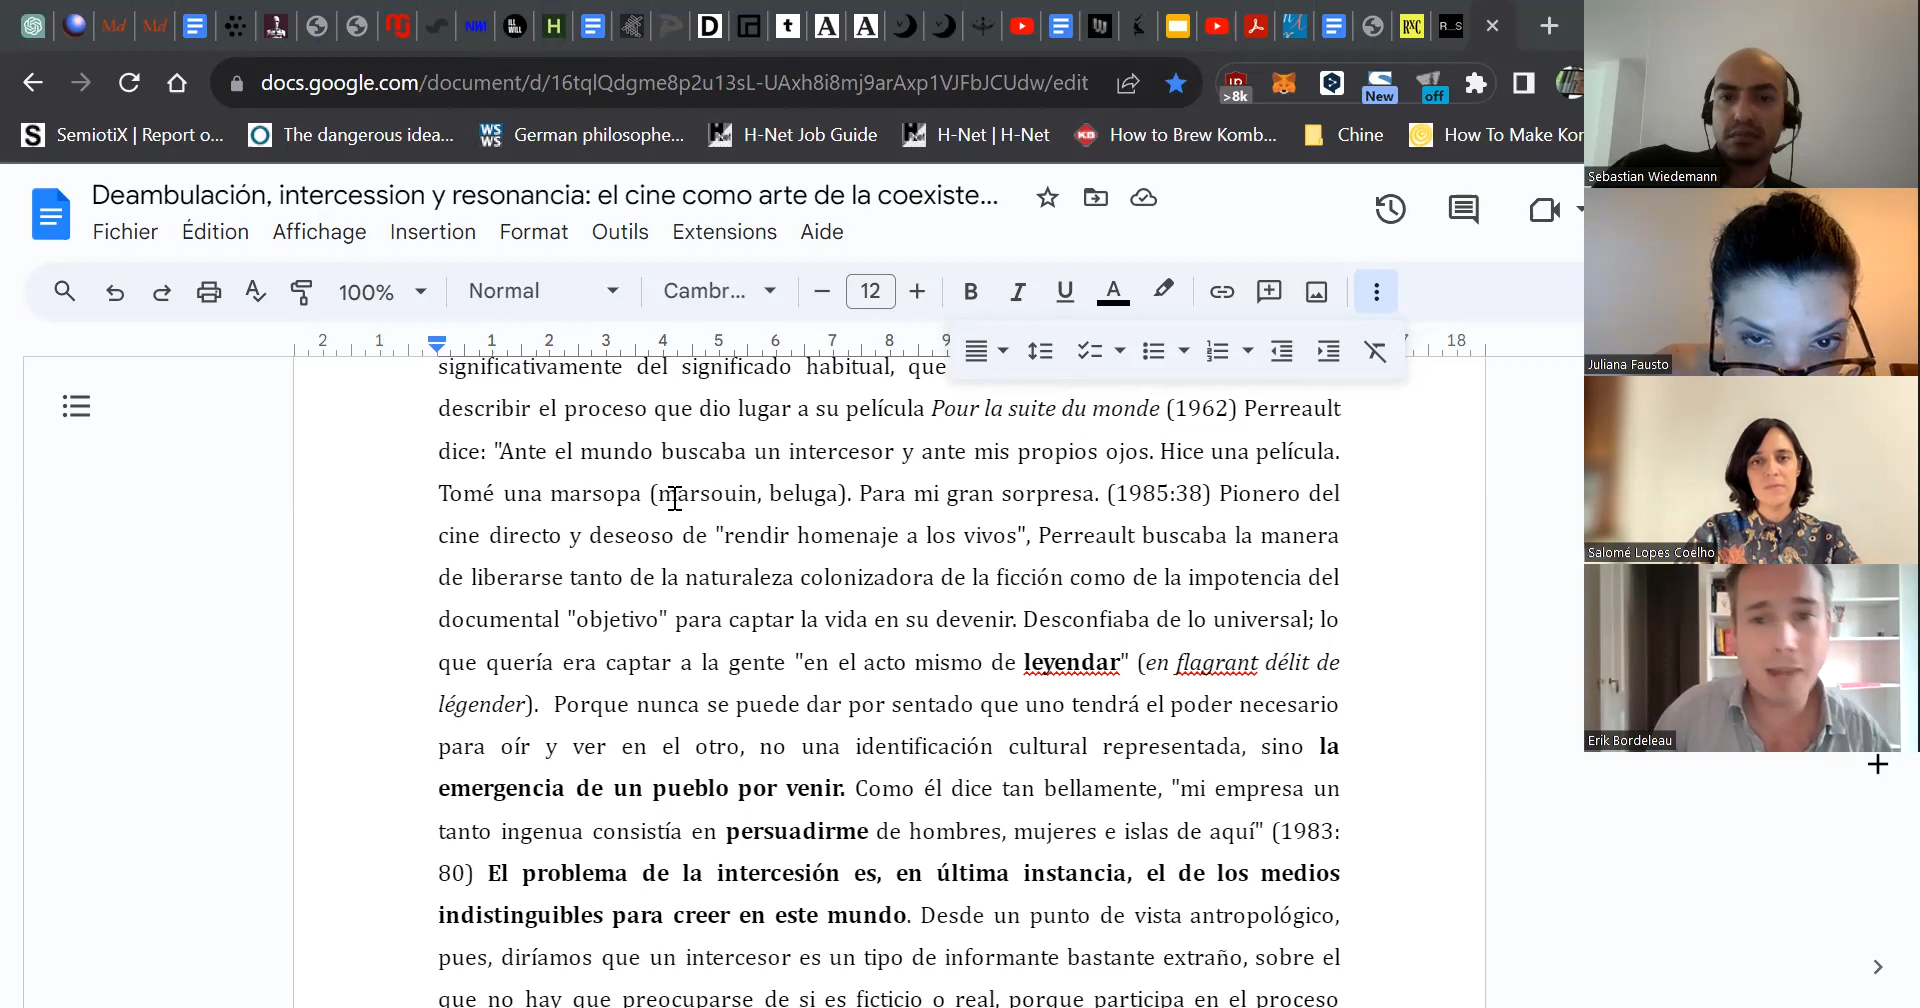 docs.google.com/document/d/16tqlQdgme8p2u13sL-UAxh8i8mj9arAxp1VJFbJCUdw/edit
>8k
New
off
SemiotiX | Report o...
The dangerous idea...
German philosophe...
H-Net Job Guide
H-Net | H-Net
How to Brew Komb...
Chine
How To Make Kor
Deambulación, intercession y resonancia: el cine como arte de la coexiste...
Fichier Édition Affichage Insertion Format Outils Extensions Aide
100% Normal Cambr... 12 B I U A
2 1 1 2 3 4 5 6 7 8 18
significativamente del significado habitual, que
describir el proceso que dio lugar a su película Pour la suite du monde (1962) Perreault
dice: "Ante el mundo buscaba un intercesor y ante mis propios ojos. Hice una película.
Tomé una marsopa (marsouin, beluga). Para mi gran sorpresa. (1985:38) Pionero del
cine directo y deseoso de "rendir homenaje a los vivos", Perreault buscaba la manera
de liberarse tanto de la naturaleza colonizadora de la ficción como de la impotencia del
documental "objetivo" para captar la vida en su devenir. Desconfiaba de lo universal; lo
que quería era captar a la gente "en el acto mismo de leyendar" (en flagrant délit de
légender). Porque nunca se puede dar por sentado que uno tendrá el poder necesario
para oír y ver en el otro, no una identificación cultural representada, sino la
emergencia de un pueblo por venir. Como él dice tan bellamente, "mi empresa un
tanto ingenua consistía en persuadirme de hombres, mujeres e islas de aquí" (1983:
80) El problema de la intercesión es, en última instancia, el de los medios
indistinguibles para creer en este mundo. Desde un punto de vista antropológico,
pues, diríamos que un intercesor es un tipo de informante bastante extraño, sobre el
que no hay que preocuparse de si es ficticio o real, porque participa en el proceso
Sebastian Wiedemann
Juliana Fausto
Salomé Lopes Coelho
Erik Bordeleau